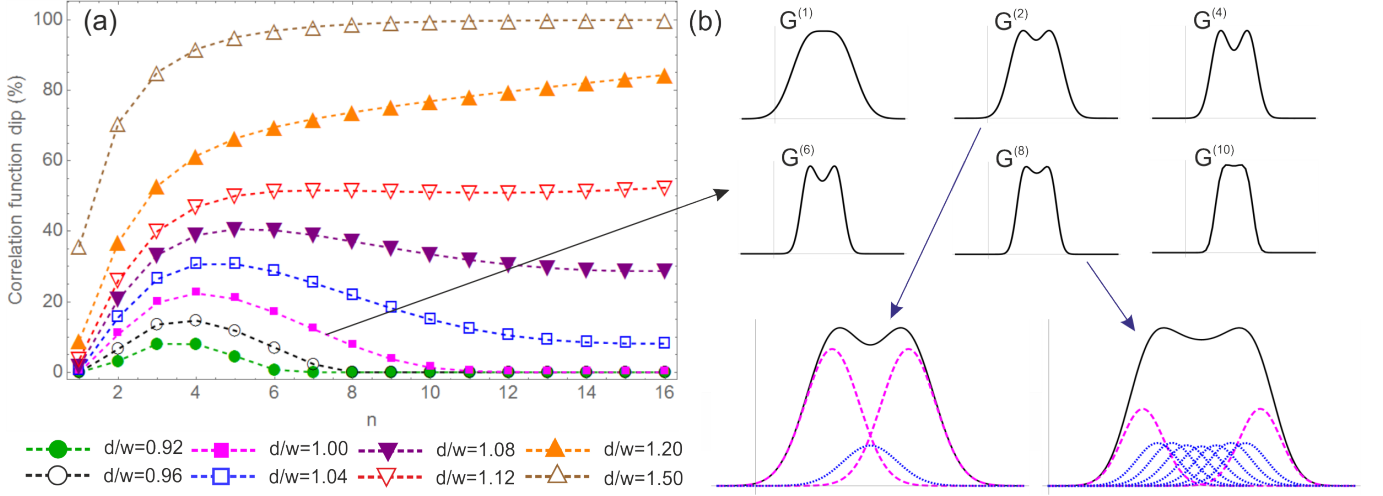 (a)
Correlation function dip (%)
100
80
60
40
20
0
2 4 6 8 10 12 14 16
n
d/w=0.92 d/w=1.00 d/w=1.08 d/w=1.20
d/w=0.96 d/w=1.04 d/w=1.12 d/w=1.50
(b)
G(1) G(2) G(4)
G(6) G(8) G(10)